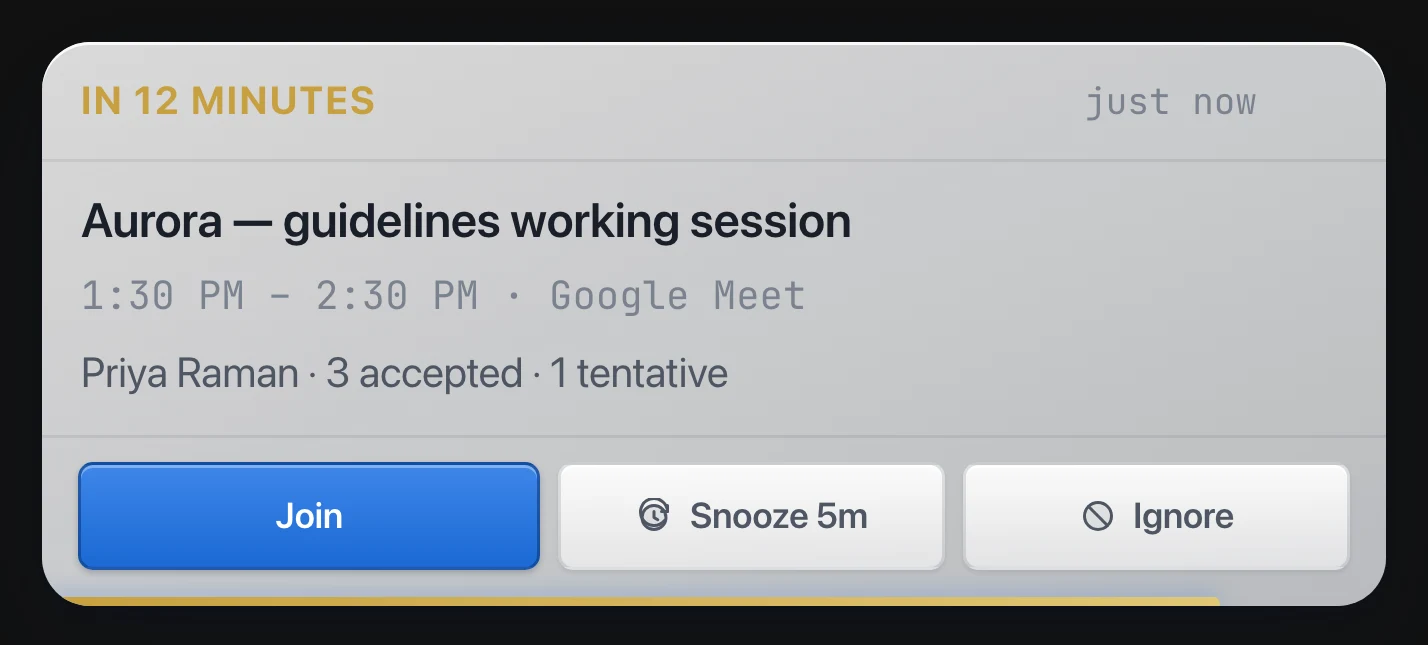 IN 12 MINUTES just now
Aurora — guidelines working session
1:30 PM – 2:30 PM · Google Meet
Priya Raman · 3 accepted · 1 tentative
Join Snooze 5m Ignore